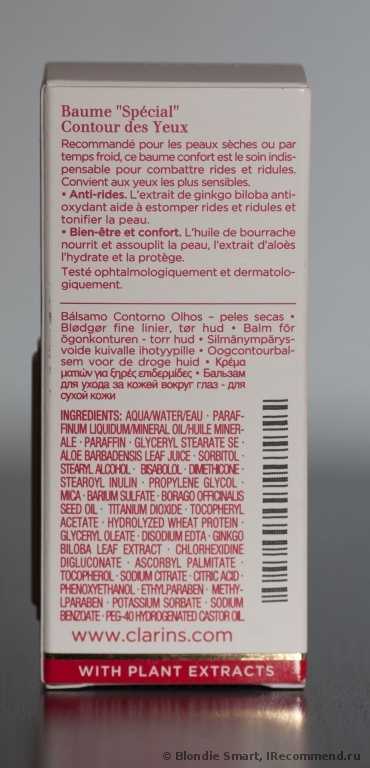 Baume "Spécial"
Contour des Yeux
Recommandé pour les peaux sèches ou par
temps froid, ce baume confort est le soin indis-
pensable pour combattre rides et ridules.
Convient aux yeux les plus sensibles.
• Anti-rides. L'extrait de ginkgo biloba anti-
oxydant aide à estomper rides et ridules et
tonifier la peau.
• Bien-être et confort. L'huile de bourrache
nourrit et assouplit la peau, l'extrait d'aloès
l'hydrate et la protège.
Testé ophtalmologiquement et dermatolo-
giquement.
Bálsamo Contorno Olhos – peles secas •
Blødgør fine linier, tør hud • Balm för
ögonkonturen - torr hud • Silmänympärys-
voide kuivalle ihotyypille • Oogcontourbal-
sem voor de droge huid • Κρέμα
ματιών για ξηρές επιδερμίδες • Бальзам
для ухода за кожей вокруг глаз - для
сухой кожи
INGREDIENTS: AQUA/WATER/EAU · PARAF-
FINUM LIQUIDUM/MINERAL OIL/HUILE MINER-
ALE · PARAFFIN · GLYCERYL STEARATE SE ·
ALOE BARBADENSIS LEAF JUICE · SORBITOL ·
STEARYL ALCOHOL · BISABOLOL · DIMETHICONE ·
STEAROYL INULIN · PROPYLENE GLYCOL ·
MICA · BARIUM SULFATE · BORAGO OFFICINALIS
SEED OIL · TITANIUM DIOXIDE · TOCOPHERYL
ACETATE · HYDROLYZED WHEAT PROTEIN ·
GLYCERYL OLEATE · DISODIUM EDTA · GINKGO
BILOBA LEAF EXTRACT · CHLORHEXIDINE
DIGLUCONATE · ASCORBYL PALMITATE ·
TOCOPHEROL · SODIUM CITRATE · CITRIC ACID ·
PHENOXYETHANOL · ETHYLPARABEN · METHY-
LPARABEN · POTASSIUM SORBATE · SODIUM
BENZOATE · PEG-40 HYDROGENATED CASTOR OIL.
www.clarins.com
WITH PLANT EXTRACTS
© Blondie Smart, IRecommend.ru